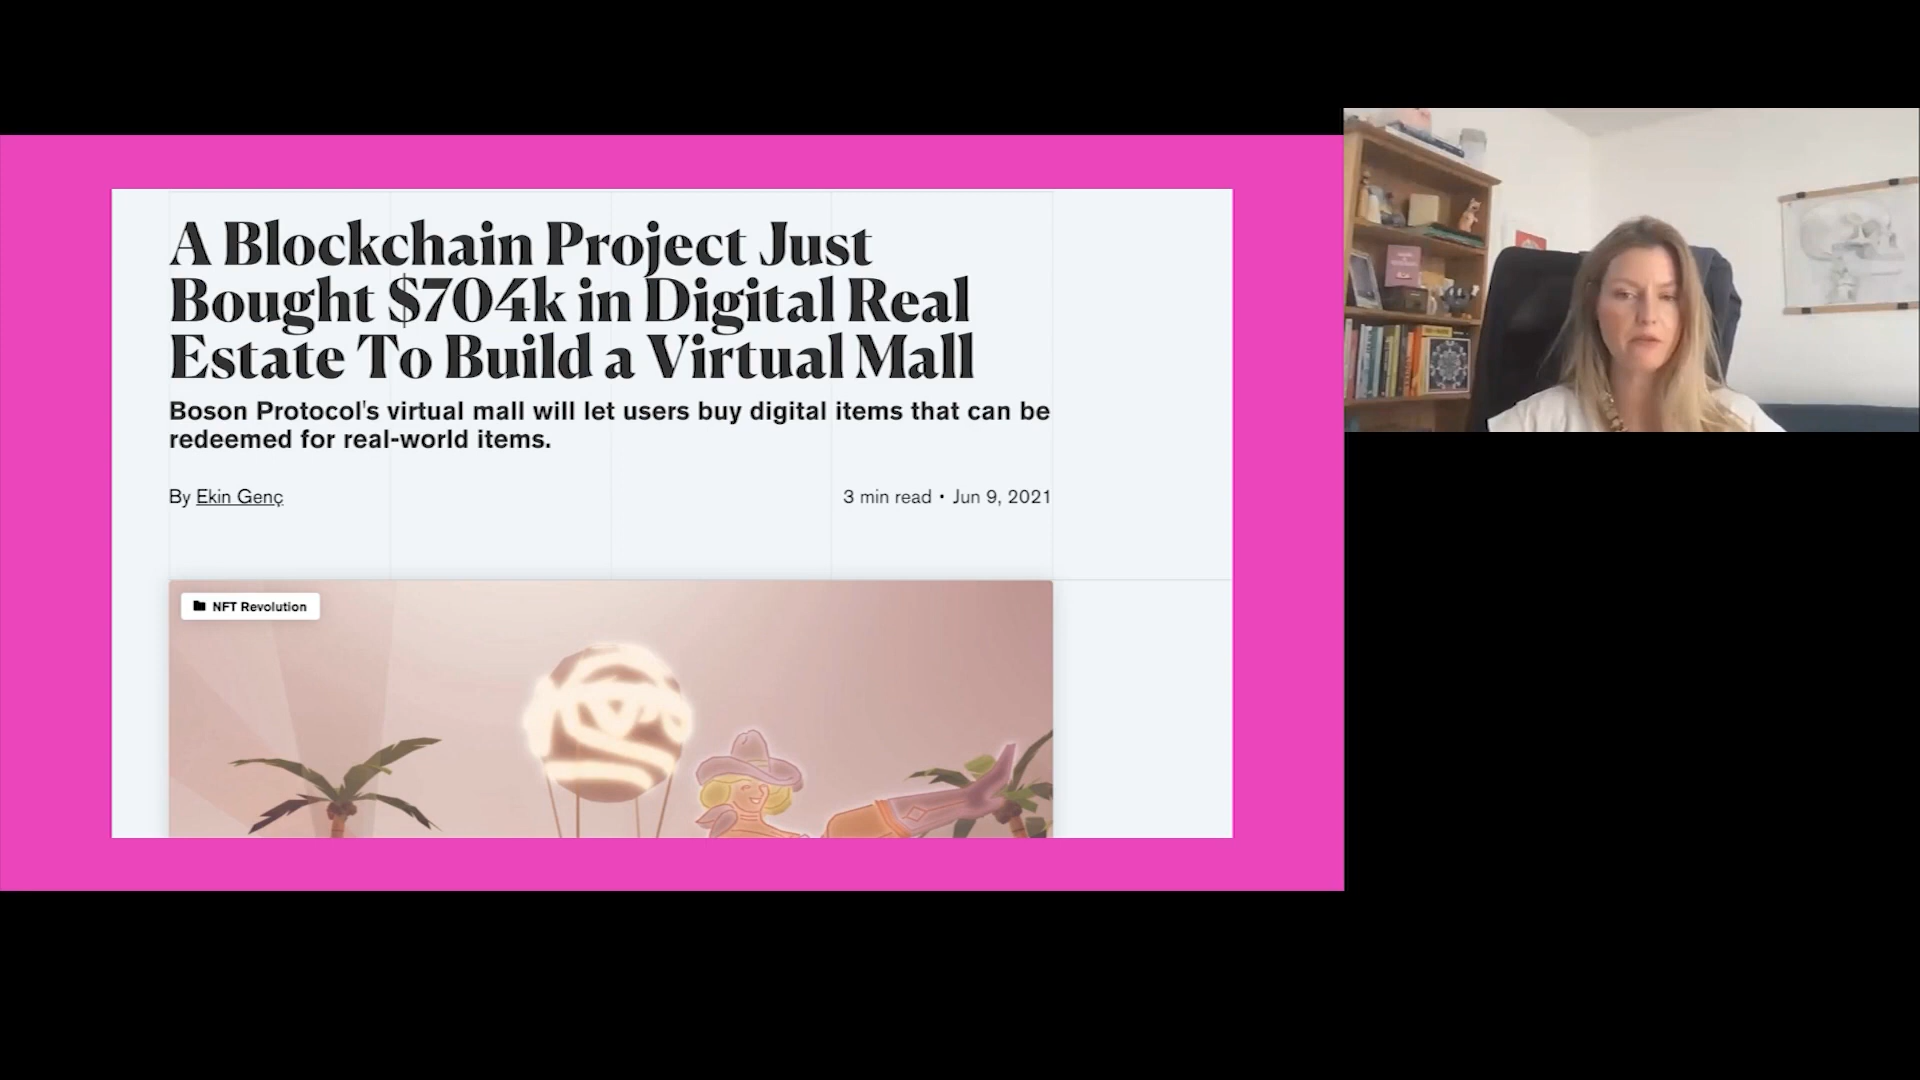 A Blockchain Project Just
Bought $704k in Digital Real
Estate To Build a Virtual Mall
Boson Protocol's virtual mall will let users buy digital items that can be
redeemed for real-world items.
By Ekin Genç
3 min read • Jun 9, 2021
NFT Revolution